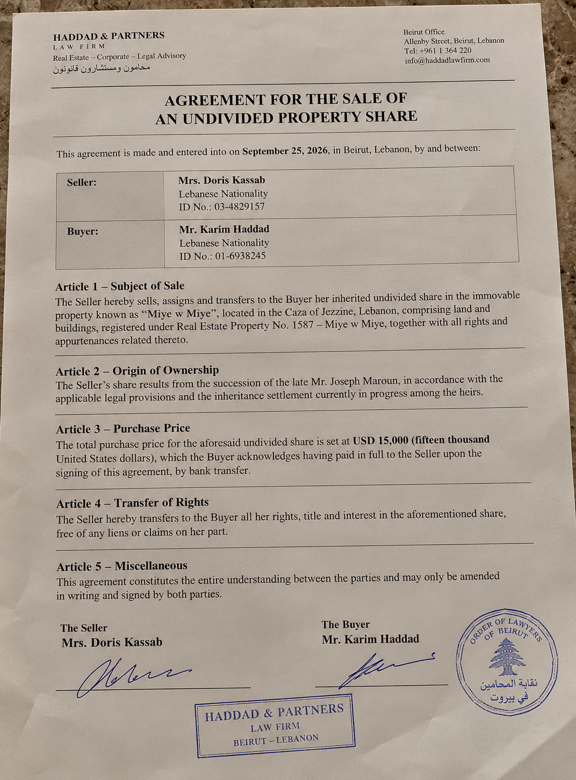 HADDAD & PARTNERS
LAW FIRM
Real Estate – Corporate – Legal Advisory
محامون ومستشارون قانونون
Beirut Office
Allenby Street, Beirut, Lebanon
Tel: +961 1 364 220
info@haddadlawfirm.com
AGREEMENT FOR THE SALE OF
AN UNDIVIDED PROPERTY SHARE
This agreement is made and entered into on September 25, 2026, in Beirut, Lebanon, by and between:
Seller:
Mrs. Doris Kassab
Lebanese Nationality
ID No.: 03-4829157
Buyer:
Mr. Karim Haddad
Lebanese Nationality
ID No.: 01-6938245
Article 1 – Subject of Sale
The Seller hereby sells, assigns and transfers to the Buyer her inherited undivided share in the immovable
property known as “Miye w Miye”, located in the Caza of Jezzine, Lebanon, comprising land and
buildings, registered under Real Estate Property No. 1587 – Miye w Miye, together with all rights and
appurtenances related thereto.
Article 2 – Origin of Ownership
The Seller's share results from the succession of the late Mr. Joseph Maroun, in accordance with the
applicable legal provisions and the inheritance settlement currently in progress among the heirs.
Article 3 – Purchase Price
The total purchase price for the aforesaid undivided share is set at USD 15,000 (fifteen thousand
United States dollars), which the Buyer acknowledges having paid in full to the Seller upon the
signing of this agreement, by bank transfer.
Article 4 – Transfer of Rights
The Seller hereby transfers to the Buyer all her rights, title and interest in the aforementioned share,
free of any liens or claims on her part.
Article 5 – Miscellaneous
This agreement constitutes the entire understanding between the parties and may only be amended
in writing and signed by both parties.
The Seller
Mrs. Doris Kassab
The Buyer
Mr. Karim Haddad
HADDAD & PARTNERS
LAW FIRM
BEIRUT – LEBANON
ORDER OF LAWYERS
OF BEIRUT
نقابة المحامين
في بيروت